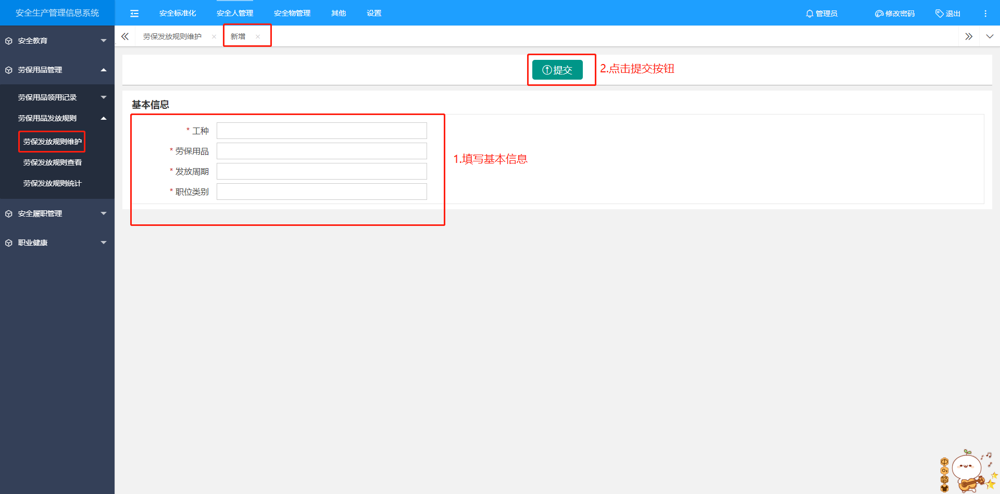 安全生产管理信息系统
安全标准化 安全人管理 安全物管理 其他 设置
管理员 修改密码 退出
劳保发放规则维护 新增
安全教育
劳保用品管理
劳保用品领用记录
劳保用品发放规则
劳保发放规则维护
劳保发放规则查看
劳保发放规则统计
安全履职管理
职业健康
提交
2.点击提交按钮
基本信息
* 工种
* 劳保用品
* 发放周期
* 职位类别
1.填写基本信息
中
简